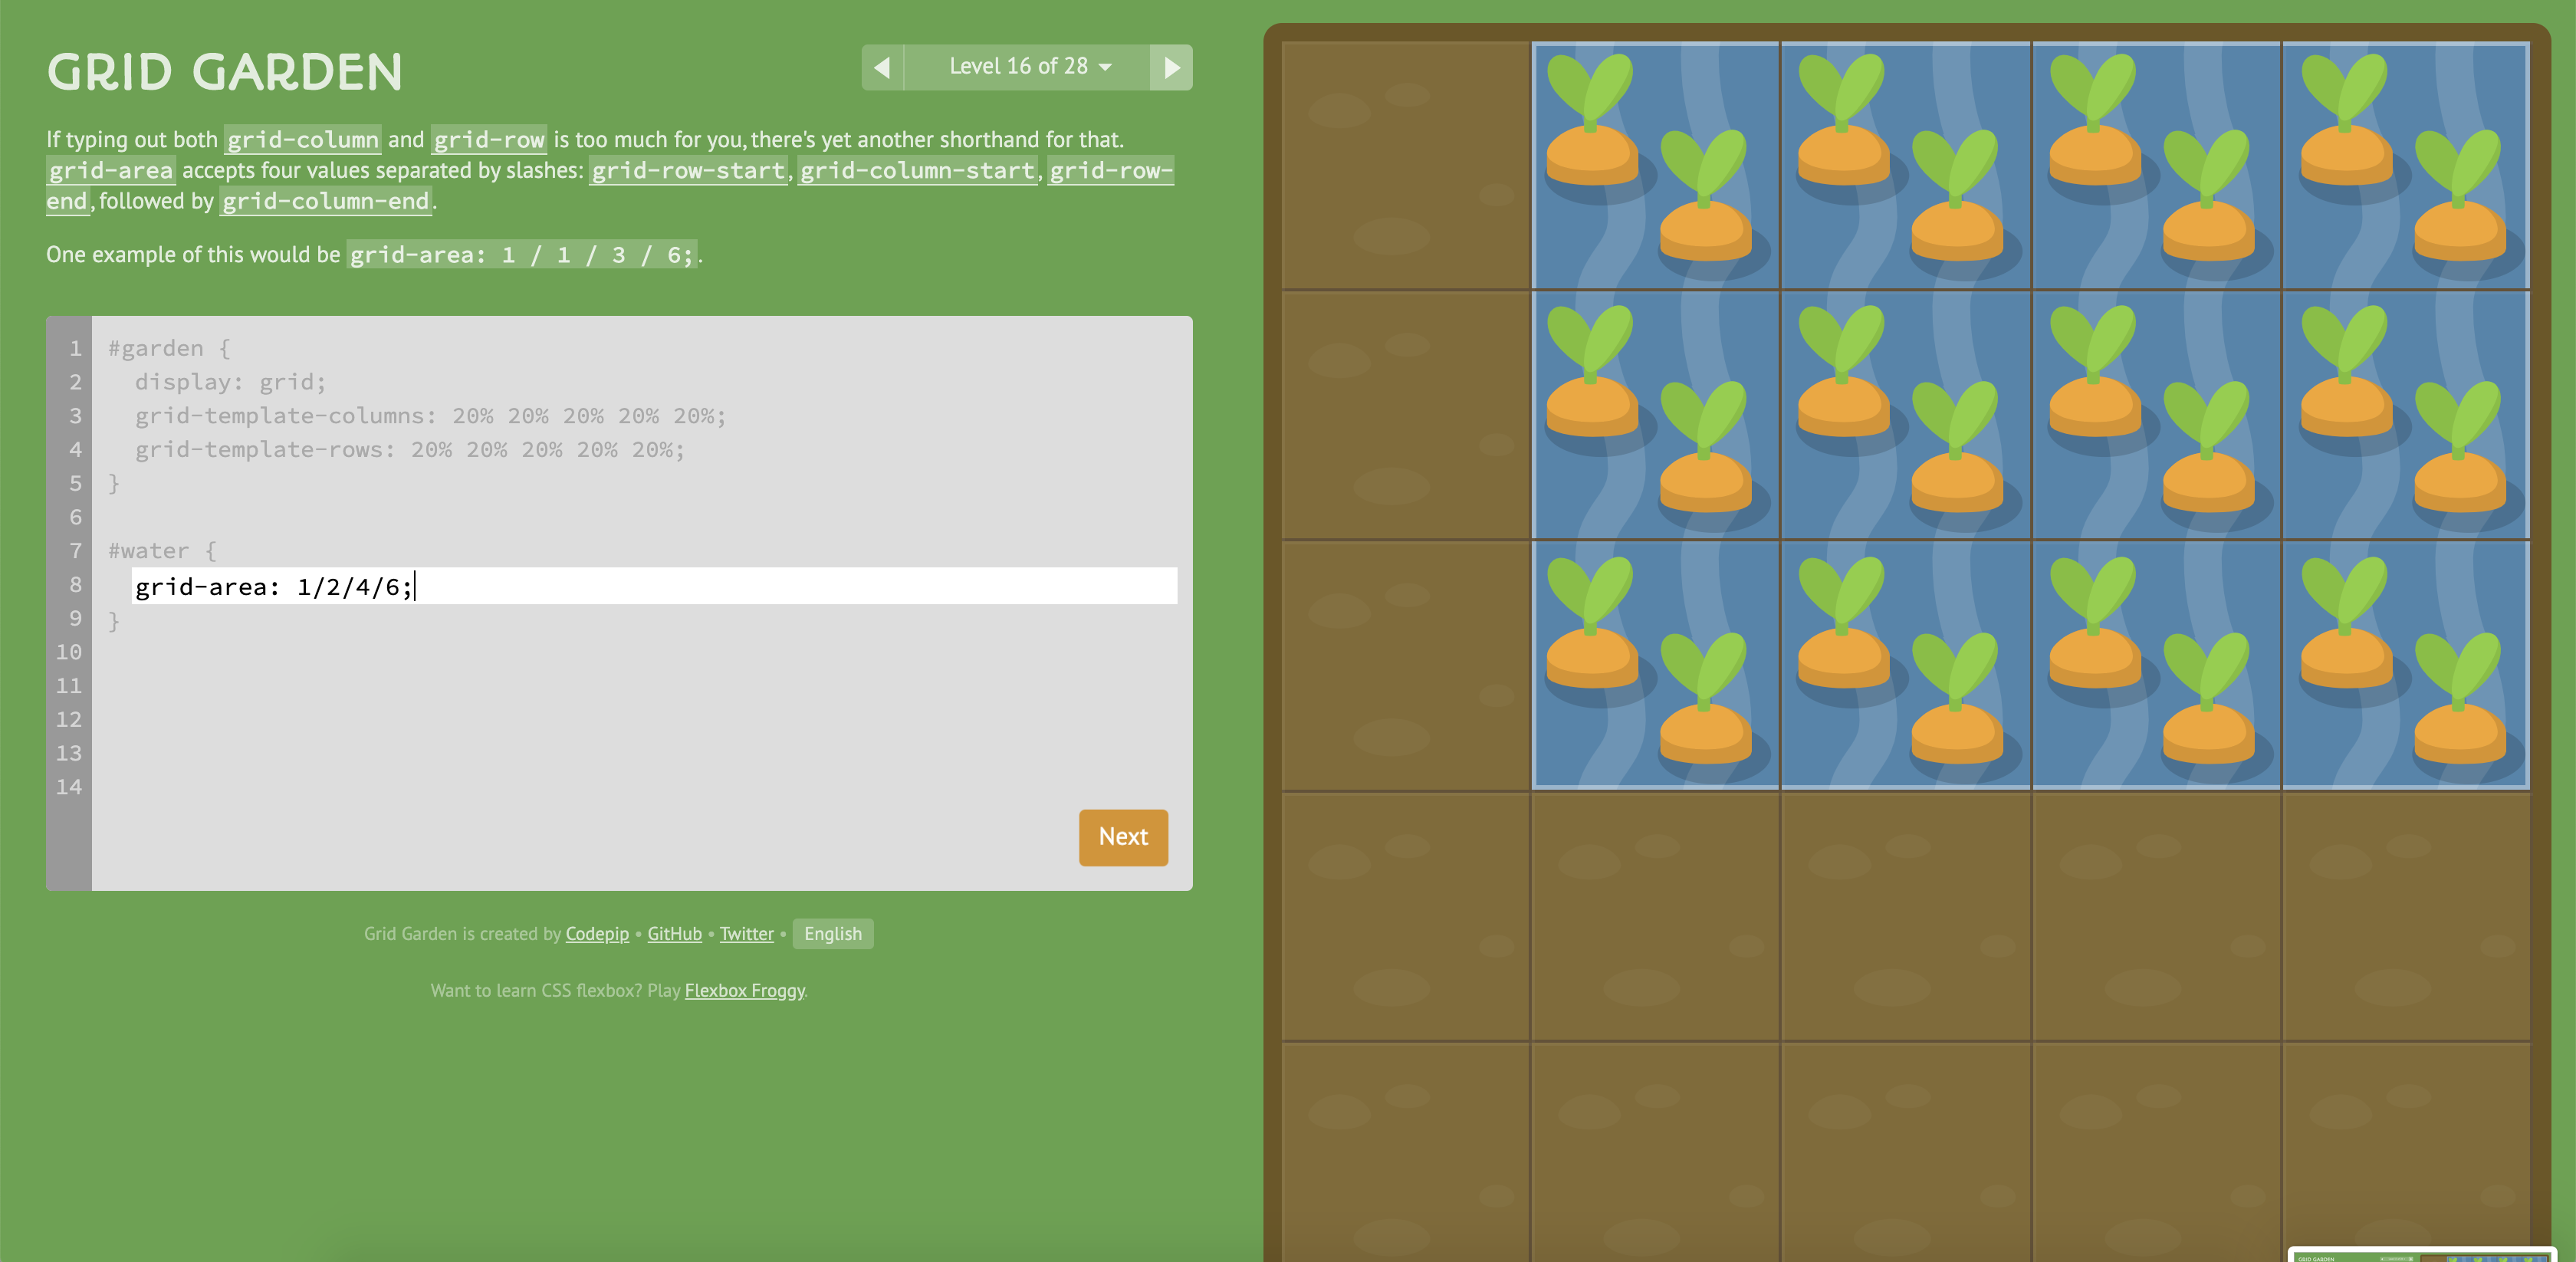 GRID GARDEN
Level 16 of 28
If typing out both grid-column and grid-row is too much for you, there's yet another shorthand for that.
grid-area accepts four values separated by slashes: grid-row-start, grid-column-start, grid-row-
end, followed by grid-column-end.
One example of this would be grid-area: 1 / 1 / 3 / 6;.
1 #garden {
2 display: grid;
3 grid-template-columns: 20% 20% 20% 20% 20%;
4 grid-template-rows: 20% 20% 20% 20% 20%;
5 }
6
7 #water {
8 grid-area: 1/2/4/6;
9 }
10
11
12
13
14
Next
Grid Garden is created by Codepip • GitHub • Twitter • English
Want to learn CSS flexbox? Play Flexbox Froggy.
GRID GARDEN